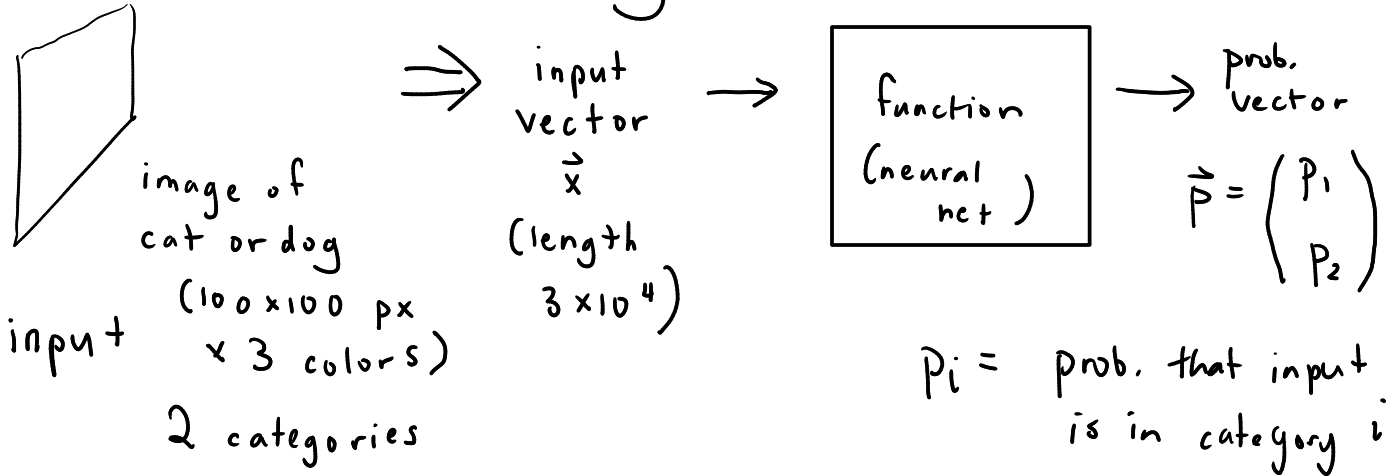 image of
cat or dog
(100 x 100 px
x 3 colors)
input
2 categories
⇒
input
vector
x⃗
(length
3 x 10⁴)
→
function
(neural
net)
→
prob.
vector
p⃗ = (p₁
p₂)
pᵢ = prob. that input
is in category i